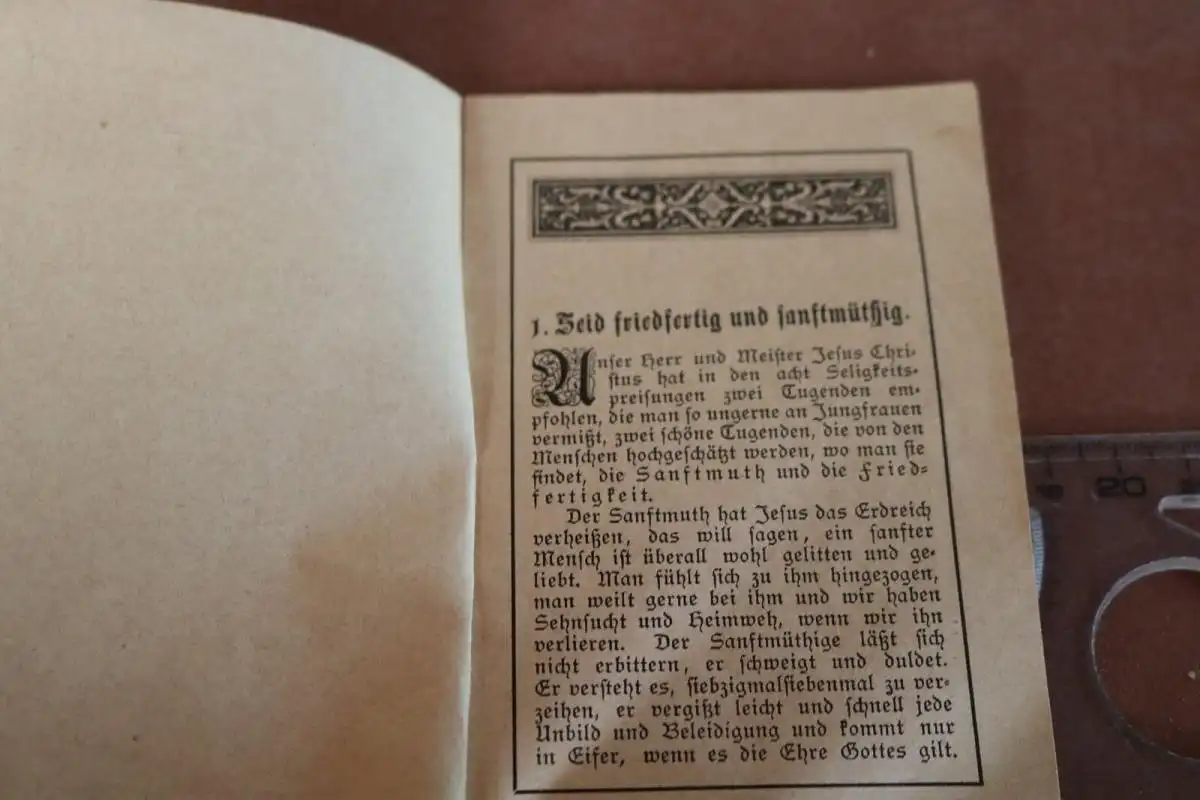 1. Seid friedfertig und sanftmüthig.
Unser Herr und Meister Jesus Chri-
stus hat in den acht Seligkeits-
preisungen zwei Tugenden em-
pfohlen, die man so ungerne an Jungfrauen
vermißt, zwei schöne Tugenden, die von den
Menschen hochgeschätzt werden, wo man sie
findet, die Sanftmuth und die Fried-
fertigkeit.
Der Sanftmuth hat Jesus das Erdreich
verheißen, das will sagen, ein sanfter
Mensch ist überall wohl gelitten und ge-
liebt. Man fühlt sich zu ihm hingezogen,
man weilt gerne bei ihm und wir haben
Sehnsucht und Heimweh, wenn wir ihn
verlieren. Der Sanftmüthige läßt sich
nicht erbittern, er schweigt und duldet.
Er versteht es, siebzigmalsiebenmal zu ver-
zeihen, er vergißt leicht und schnell jede
Unbild und Beleidigung und kommt nur
in Eifer, wenn es die Ehre Gottes gilt.
20